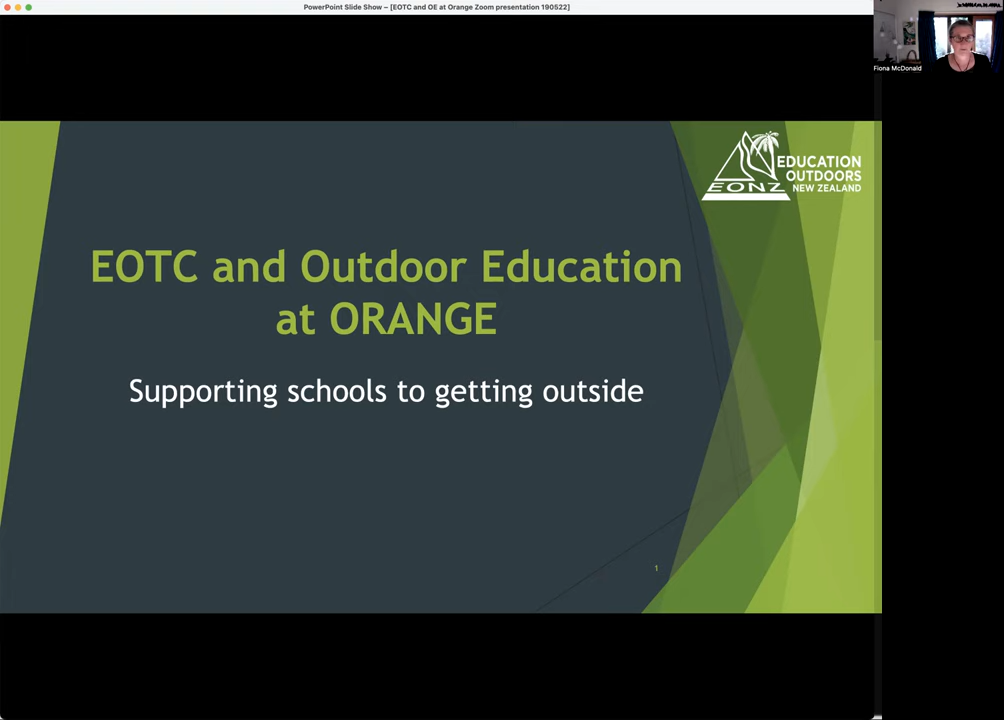 PowerPoint Slide Show – [EOTC and OE at Orange Zoom presentation 190522]
Fiona McDonald
EONZ
EDUCATION
OUTDOORS
NEW ZEALAND
EOTC and Outdoor Education
at ORANGE
Supporting schools to getting outside
1